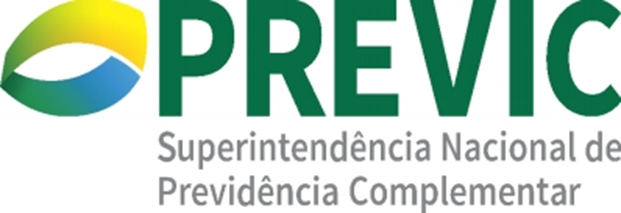 PREVIC
Superintendência Nacional de
Previdência Complementar